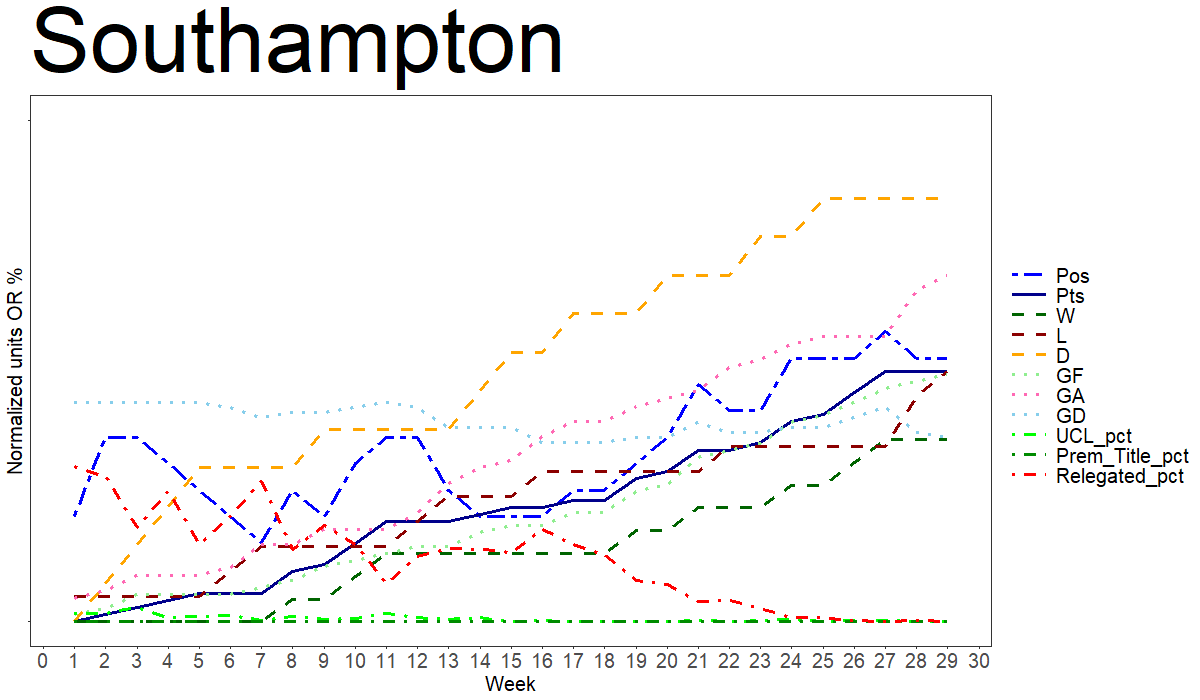 Southampton
Normalized units OR %
Pos
Pts
W
L
D
GF
GA
GD
UCL_pct
Prem_Title_pct
Relegated_pct
0 1 2 3 4 5 6 7 8 9 10 11 12 13 14 15 16 17 18 19 20 21 22 23 24 25 26 27 28 29 30
Week